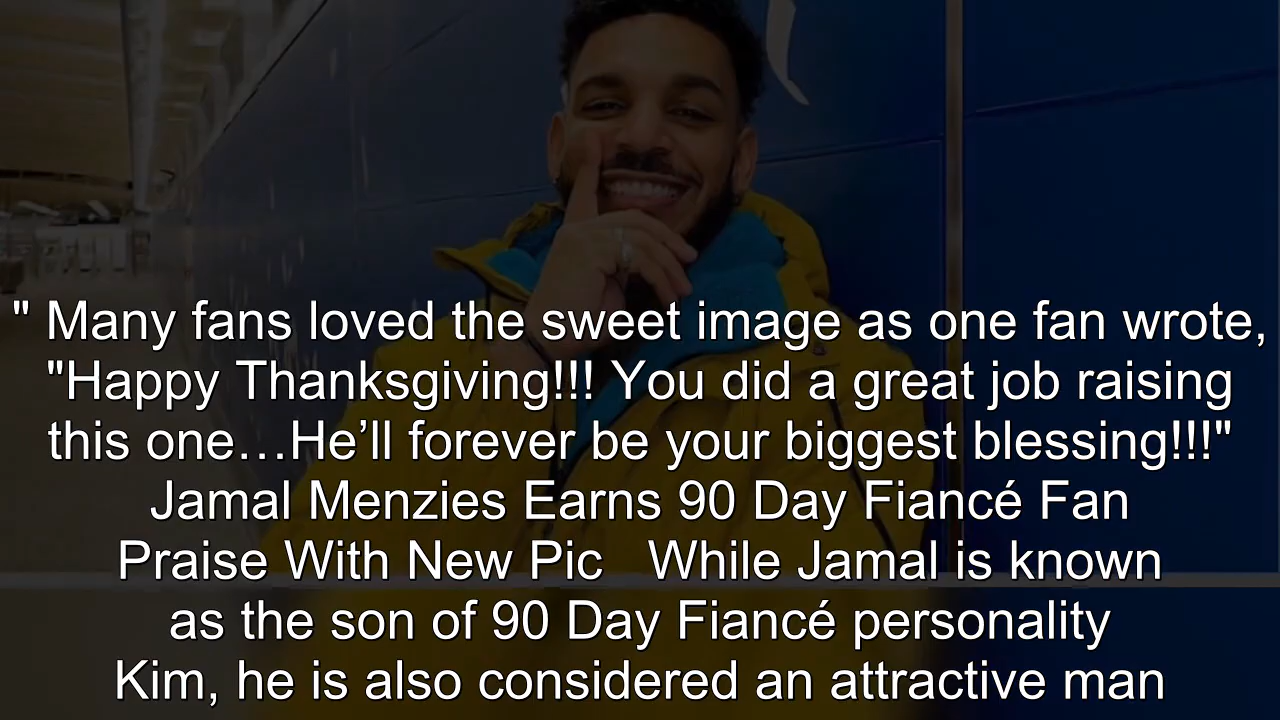 " Many fans loved the sweet image as one fan wrote,
"Happy Thanksgiving!!! You did a great job raising
this one…He’ll forever be your biggest blessing!!!"
Jamal Menzies Earns 90 Day Fiancé Fan
Praise With New Pic   While Jamal is known
as the son of 90 Day Fiancé personality
Kim, he is also considered an attractive man